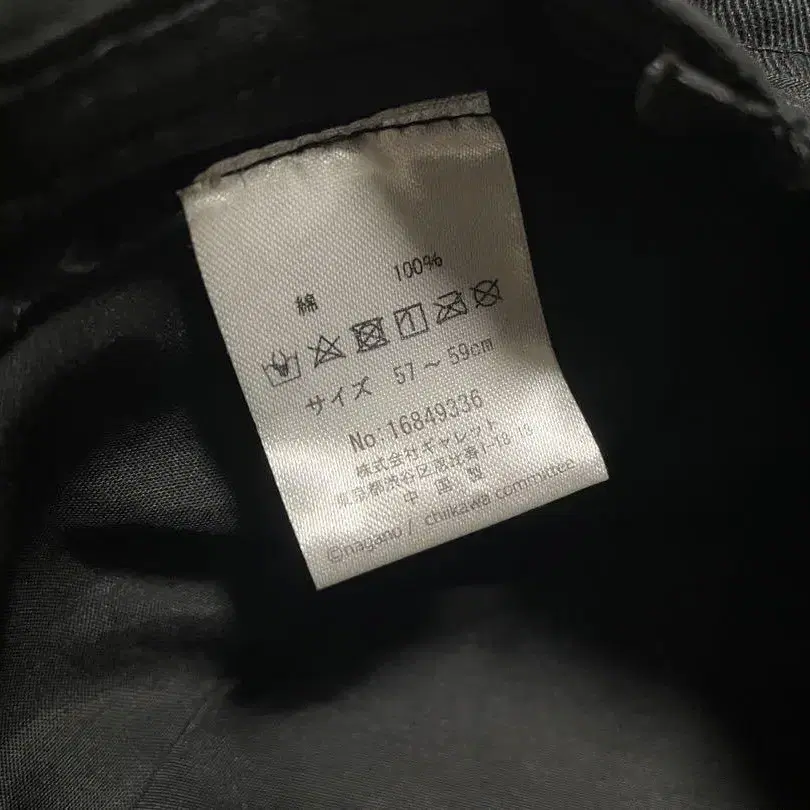 綿 100%
サイズ 57～59cm
No:16849336
株式会社ギャレット
東京都渋谷区恵比寿1-18-18
中国製
©nagano / chiikawa committee